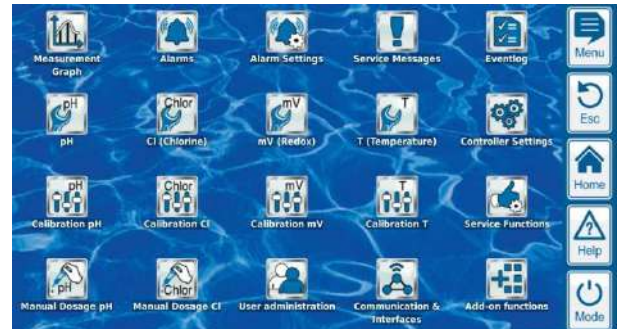 Measurement
Graph
Alarms
Alarm Settings
Service Messages
Eventlog
Menu
pH
pH
Chlor
Cl (Chlorine)
mV
mV (Redox)
T
T (Temperature)
Controller Settings
Esc
pH
Calibration pH
Chlor
Calibration Cl
mV
Calibration mV
T
Calibration T
Service Functions
Home
?
Help
pH
Manual Dosage pH
Chlor
Manual Dosage Cl
User administration
Communication &
Interfaces
Add-on functions
Mode